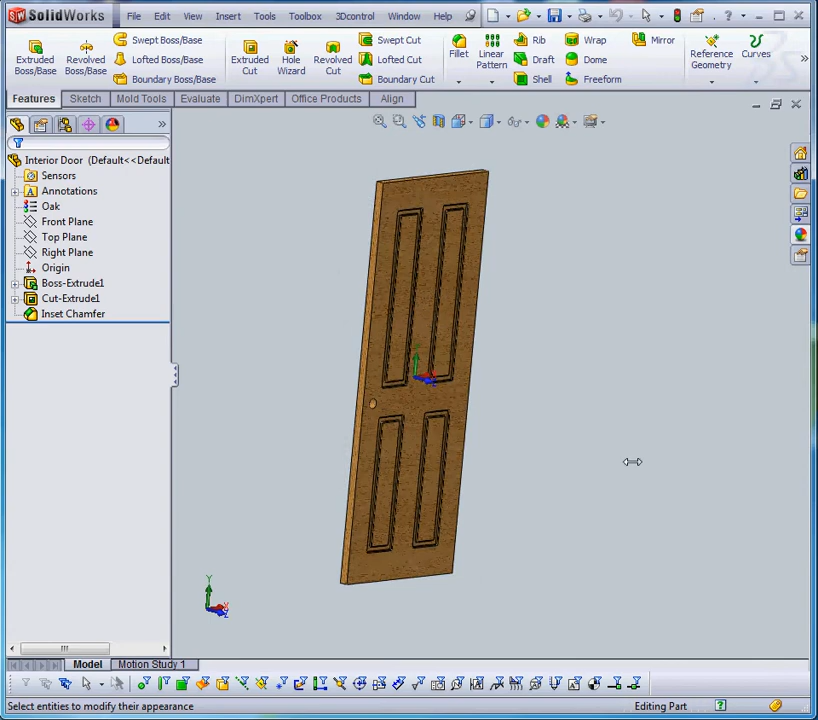 SolidWorks File Edit View Insert Tools Toolbox 3Dcontrol Window Help
Extruded Boss/Base
Revolved Boss/Base
Swept Boss/Base
Lofted Boss/Base
Boundary Boss/Base
Extruded Cut
Hole Wizard
Revolved Cut
Swept Cut
Lofted Cut
Boundary Cut
Fillet
Linear Pattern
Rib
Draft
Shell
Wrap
Dome
Freeform
Mirror
Reference Geometry
Curves
Features Sketch Mold Tools Evaluate DimXpert Office Products Align
Interior Door (Default<<Default
Sensors
Annotations
Oak
Front Plane
Top Plane
Right Plane
Origin
Boss-Extrude1
Cut-Extrude1
Inset Chamfer
Y
Model Motion Study 1
Select entities to modify their appearance Editing Part